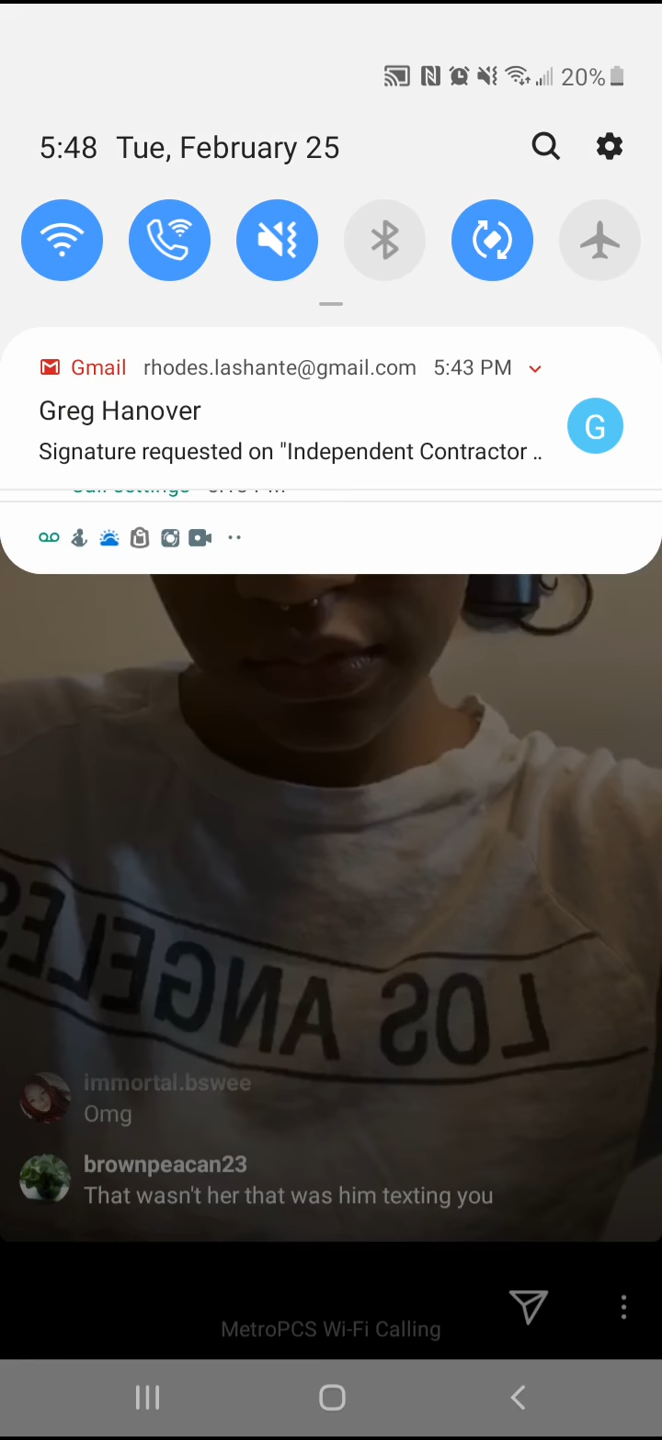 20%
5:48 Tue, February 25
Gmail rhodes.lashante@gmail.com 5:43 PM
Greg Hanover
G
Signature requested on "Independent Contractor ..
LOS ANGELES
immortal.bswee
Omg
brownpeacan23
That wasn't her that was him texting you
MetroPCS Wi-Fi Calling